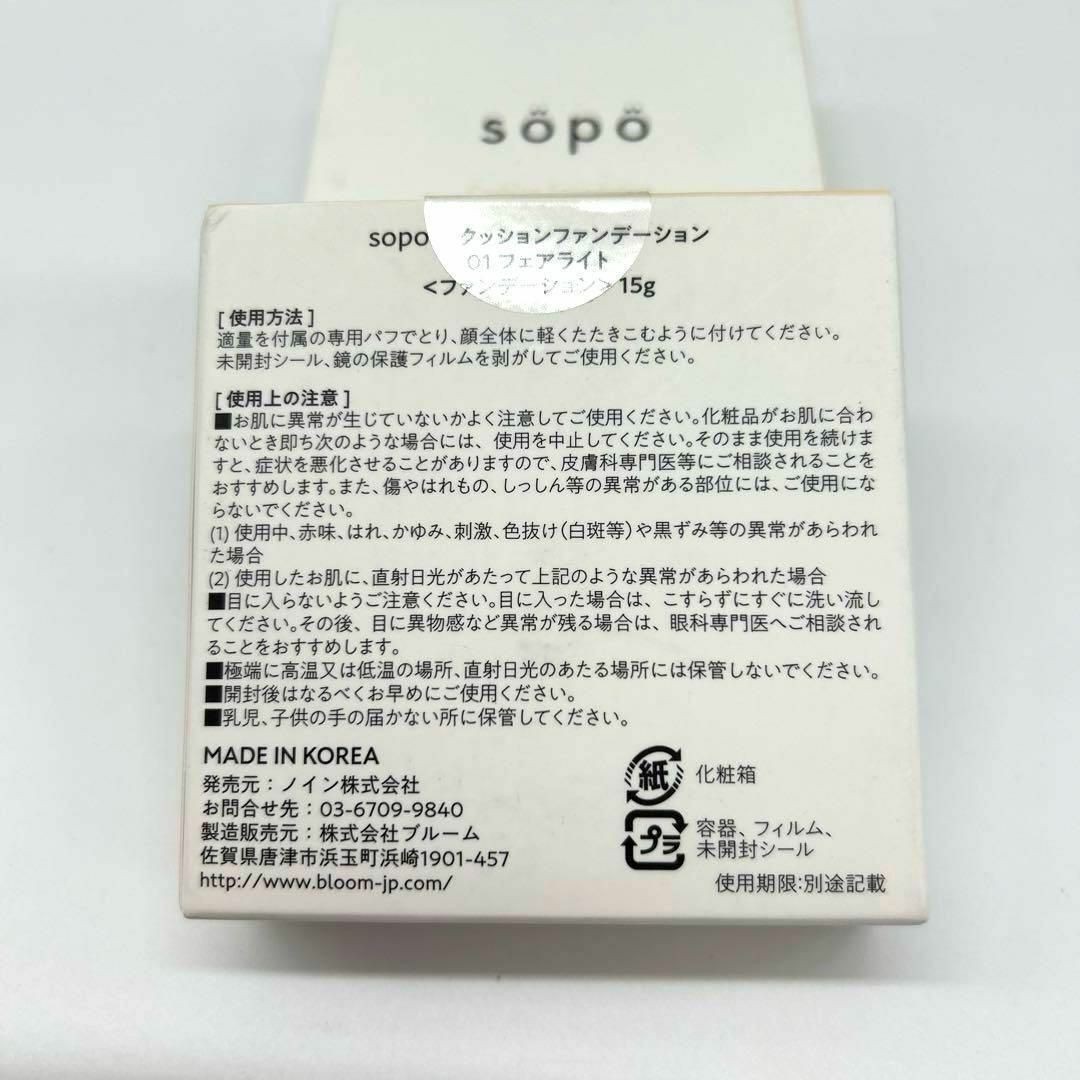 sopo
sopo クッションファンデーション
01 フェアライト
<ファンデーション> 15g
[ 使用方法 ]
適量を付属の専用パフでとり、顔全体に軽くたたきこむように付けてください。
未開封シール、鏡の保護フィルムを剥がしてご使用ください。
[ 使用上の注意 ]
■お肌に異常が生じていないかよく注意してご使用ください。化粧品がお肌に合わ
ないとき即ち次のような場合には、使用を中止してください。そのまま使用を続けま
すと、症状を悪化させることがありますので、皮膚科専門医等にご相談されることを
おすすめします。また、傷やはれもの、しっしん等の異常がある部位には、ご使用にな
らないでください。
(1) 使用中、赤味、はれ、かゆみ、刺激、色抜け(白斑等)や黒ずみ等の異常があらわれ
た場合
(2) 使用したお肌に、直射日光があたって上記のような異常があらわれた場合
■目に入らないようご注意ください。目に入った場合は、こすらずにすぐに洗い流し
てください。その後、目に異物感など異常が残る場合は、眼科専門医へご相談され
ることをおすすめします。
■極端に高温又は低温の場所、直射日光のあたる場所には保管しないでください。
■開封後はなるべくお早めにご使用ください。
■乳児、子供の手の届かない所に保管してください。
MADE IN KOREA
発売元：ノイン株式会社
お問合せ先：03-6709-9840
製造販売元：株式会社ブルーム
佐賀県唐津市浜玉町浜崎1901-457
http://www.bloom-jp.com/
紙 化粧箱
プラ 容器、フィルム、
未開封シール
使用期限:別途記載